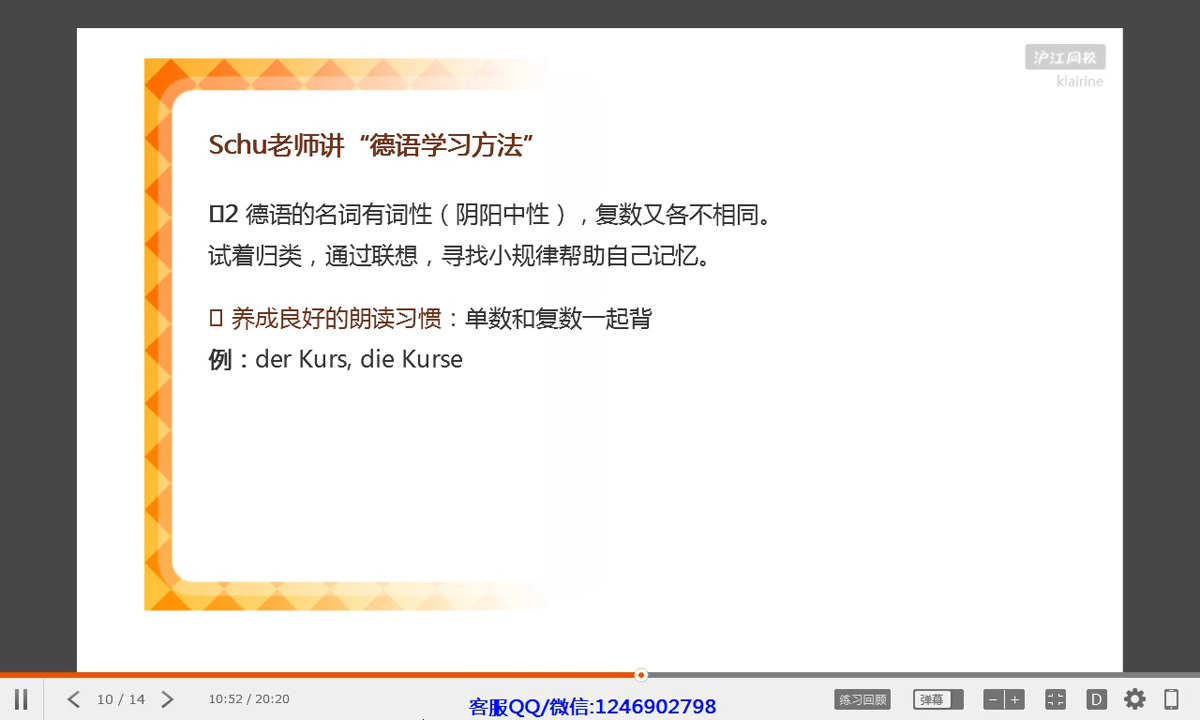 沪江网校
klairine
Schu老师讲“德语学习方法”
2 德语的名词有词性（阴阳中性），复数又各不相同。
试着归类，通过联想，寻找小规律帮助自己记忆。
养成良好的朗读习惯：单数和复数一起背
例：der Kurs, die Kurse
10 / 14
10:52 / 20:20
客服QQ/微信:1246902798
练习回顾
弹幕
D